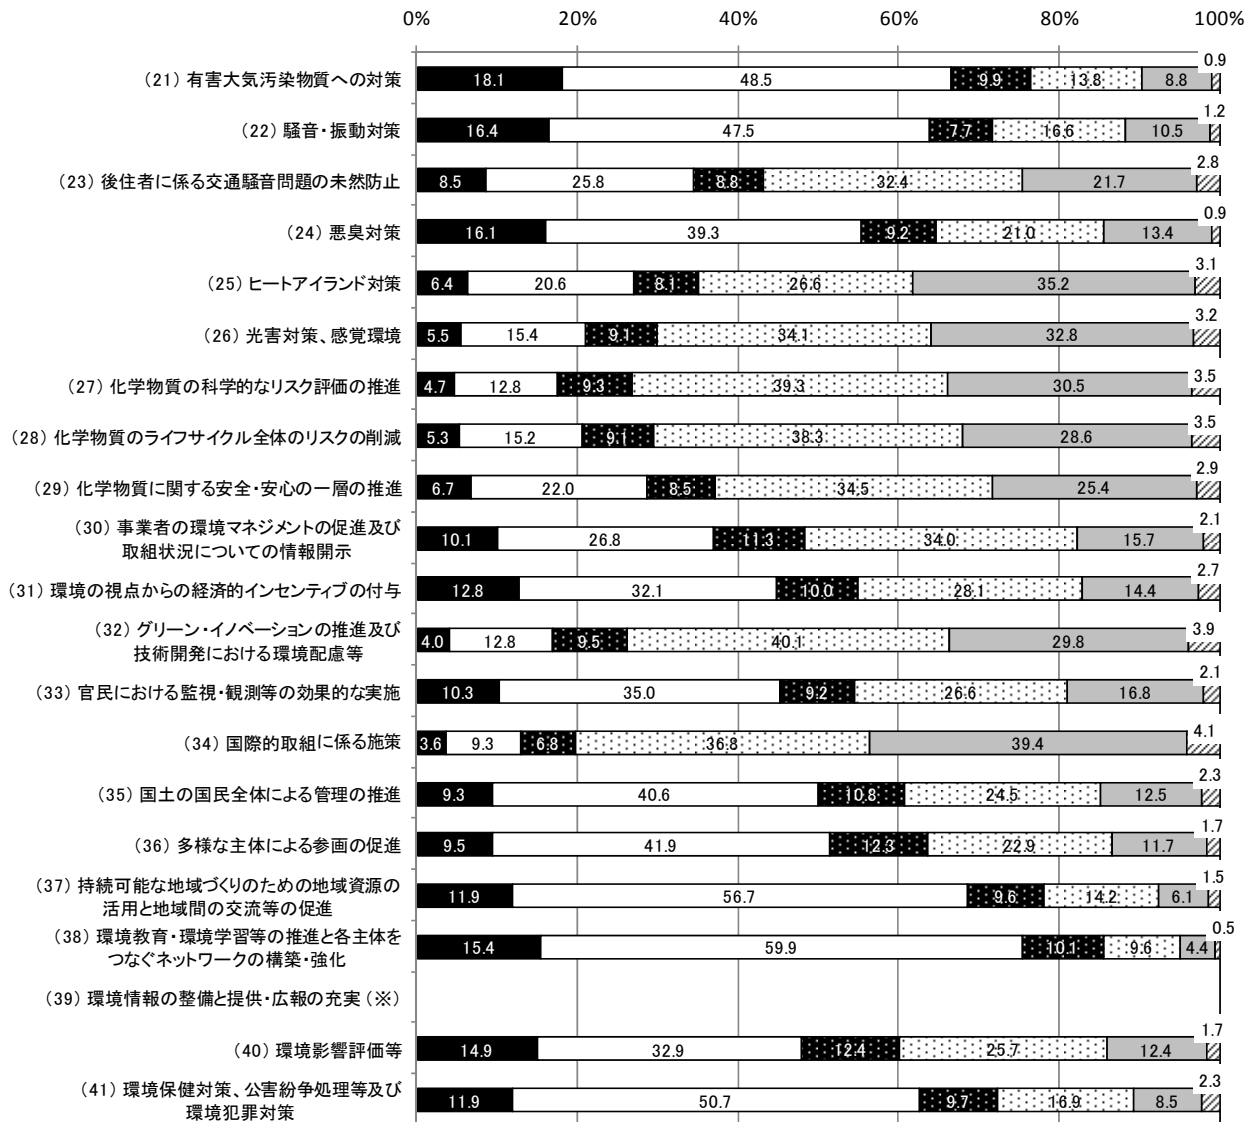 0% 20% 40% 60% 80% 100%
0.9
(21) 有害大気汚染物質への対策 18.1 48.5 9.9 13.8 8.8
1.2
(22) 騒音・振動対策 16.4 47.5 7.7 16.6 10.5
2.8
(23) 後住者に係る交通騒音問題の未然防止 8.5 25.8 8.8 32.4 21.7
0.9
(24) 悪臭対策 16.1 39.3 9.2 21.0 13.4
3.1
(25) ヒートアイランド対策 6.4 20.6 8.1 26.6 35.2
3.2
(26) 光害対策、感覚環境 5.5 15.4 9.1 34.1 32.8
3.5
(27) 化学物質の科学的なリスク評価の推進 4.7 12.8 9.3 39.3 30.5
3.5
(28) 化学物質のライフサイクル全体のリスクの削減 5.3 15.2 9.1 38.3 28.6
2.9
(29) 化学物質に関する安全・安心の一層の推進 6.7 22.0 8.5 34.5 25.4
2.1
(30) 事業者の環境マネジメントの促進及び
取組状況についての情報開示 10.1 26.8 11.3 34.0 15.7
2.7
(31) 環境の視点からの経済的インセンティブの付与 12.8 32.1 10.0 28.1 14.4
3.9
(32) グリーン・イノベーションの推進及び
技術開発における環境配慮等 4.0 12.8 9.5 40.1 29.8
2.1
(33) 官民における監視・観測等の効果的な実施 10.3 35.0 9.2 26.6 16.8
4.1
(34) 国際的取組に係る施策 3.6 9.3 6.8 36.8 39.4
2.3
(35) 国土の国民全体による管理の推進 9.3 40.6 10.8 24.5 12.5
1.7
(36) 多様な主体による参画の促進 9.5 41.9 12.3 22.9 11.7
1.5
(37) 持続可能な地域づくりのための地域資源の
活用と地域間の交流等の促進 11.9 56.7 9.6 14.2 6.1
0.5
(38) 環境教育・環境学習等の推進と各主体を
つなぐネットワークの構築・強化 15.4 59.9 10.1 9.6 4.4
(39) 環境情報の整備と提供・広報の充実(※)
1.7
(40) 環境影響評価等 14.9 32.9 12.4 25.7 12.4
2.3
(41) 環境保健対策、公害紛争処理等及び
環境犯罪対策 11.9 50.7 9.7 16.9 8.5